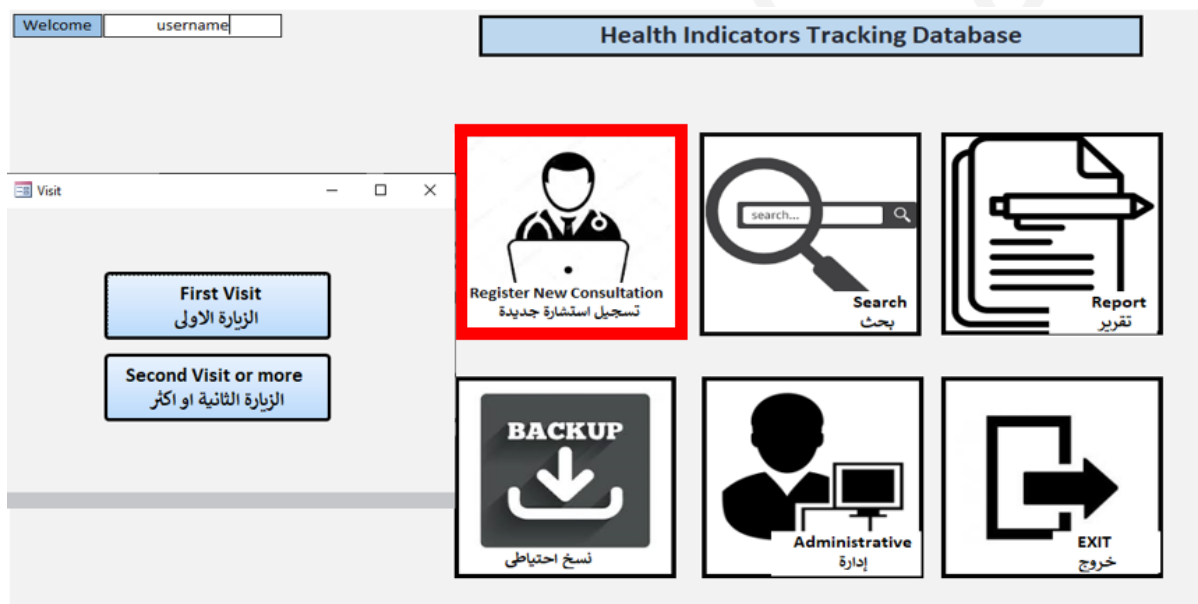 Welcome username
Health Indicators Tracking Database
Visit
First Visit
الزيارة الاولى
Second Visit or more
الزيارة الثانية او اكثر
Register New Consultation
تسجيل استشارة جديدة
search...
Search
بحث
Report
تقرير
BACKUP
نسخ احتياطى
Administrative
إدارة
EXIT
خروج